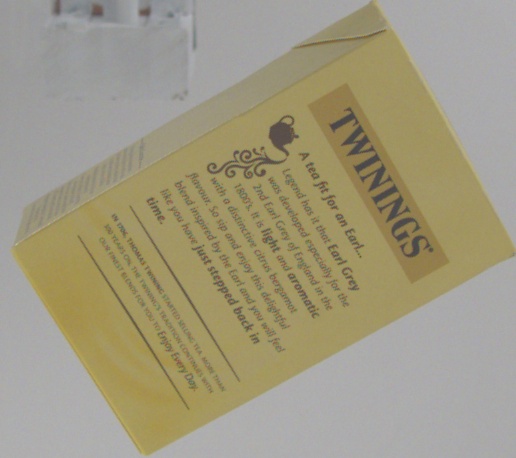 TWININGS®
A tea fit for an Earl...
Legend has it that Earl Grey
was developed especially for the
2nd Earl Grey of England in the
1800's. It is light and aromatic
with a distinctive citrus bergamot
flavour. So sip and enjoy this delightful
blend inspired by the Earl and you will feel
like you have just stepped back in
time.
IN 1706, THOMAS TWINING STARTED SELLING TEA. MORE THAN
300 YEARS ON, THE TWININGS TRADITION CONTINUES WITH
OUR FINEST BLENDS FOR YOU TO Enjoy Every Day.